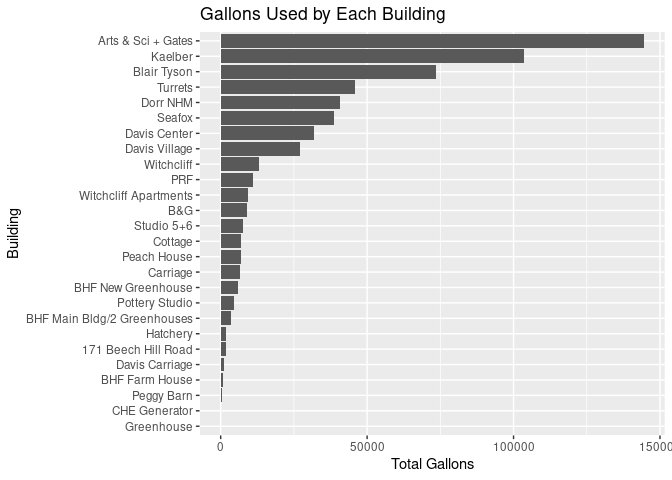 Gallons Used by Each Building
Arts & Sci + Gates
Kaelber
Blair Tyson
Turrets
Dorr NHM
Seafox
Davis Center
Davis Village
Witchcliff
PRF
Witchcliff Apartments
B&G
Studio 5+6
Cottage
Peach House
Carriage
BHF New Greenhouse
Pottery Studio
BHF Main Bldg/2 Greenhouses
Hatchery
171 Beech Hill Road
Davis Carriage
BHF Farm House
Peggy Barn
CHE Generator
Greenhouse
Building
0 50000 100000 15000
Total Gallons